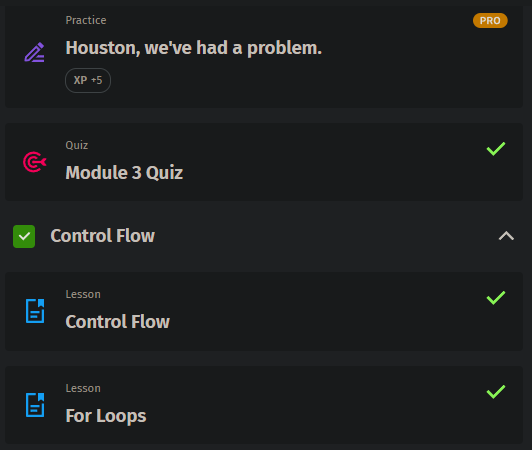 Practice
PRO
Houston, we've had a problem.
XP +5
Quiz
Module 3 Quiz
Control Flow
Lesson
Control Flow
Lesson
For Loops